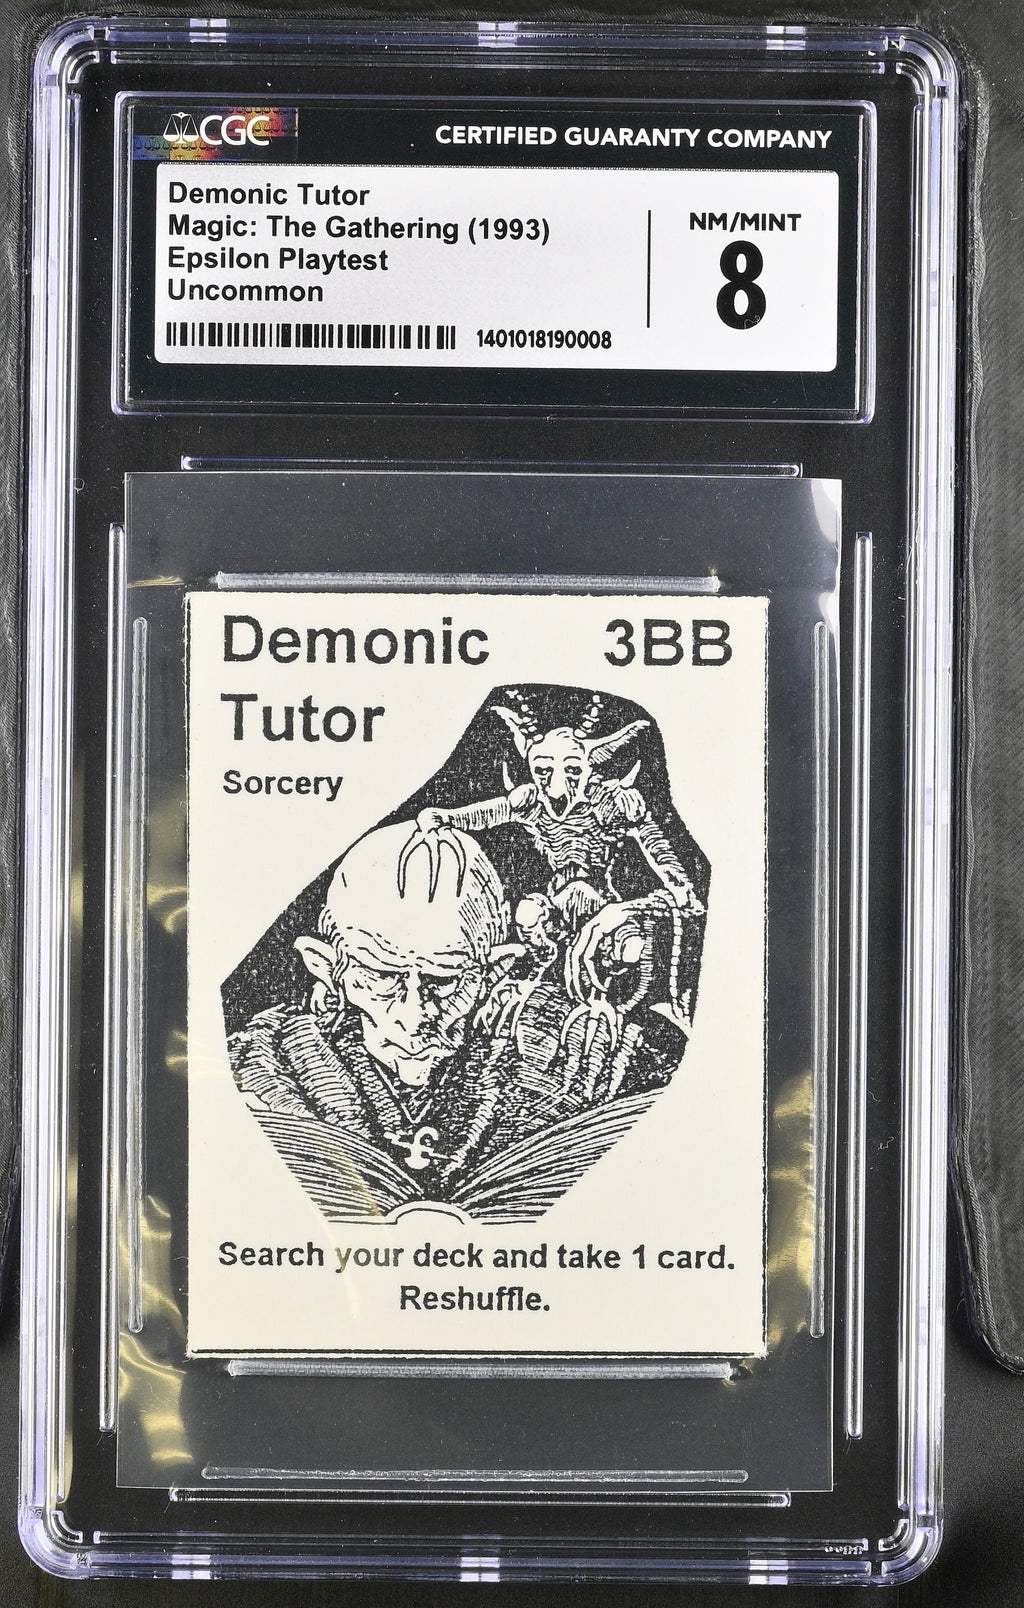 CGC
CERTIFIED GUARANTY COMPANY
Demonic Tutor
Magic: The Gathering (1993)
Epsilon Playtest
Uncommon
1401018190008
NM/MINT
8
Demonic 3BB
Tutor
Sorcery
Search your deck and take 1 card.
Reshuffle.